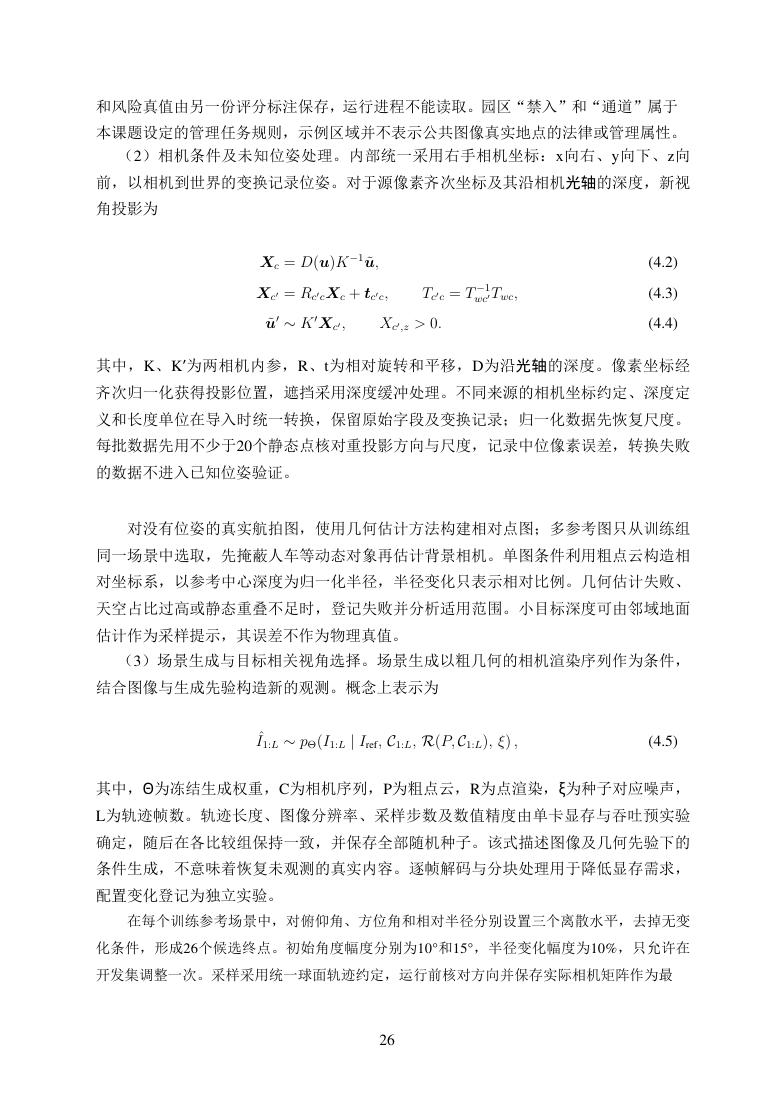 和风险真值由另一份评分标注保存，运行进程不能读取。园区“禁入”和“通道”属于
本课题设定的管理任务规则，示例区域并不表示公共图像真实地点的法律或管理属性。
（2）相机条件及未知位姿处理。内部统一采用右手相机坐标：x向右、y向下、z向
前，以相机到世界的变换记录位姿。对于源像素齐次坐标及其沿相机光轴的深度，新视
角投影为
X_c = D(u)K^{-1}ũ, (4.2)
X_{c′} = R_{c′c}X_c + t_{c′c}, T_{c′c} = T_{wc′}^{-1}T_{wc}, (4.3)
ũ′ ∼ K′X_{c′}, X_{c′,z} > 0. (4.4)
其中，K、K′为两相机内参，R、t为相对旋转和平移，D为沿光轴的深度。像素坐标经
齐次归一化获得投影位置，遮挡采用深度缓冲处理。不同来源的相机坐标约定、深度定
义和长度单位在导入时统一转换，保留原始字段及变换记录；归一化数据先恢复尺度。
每批数据先用不少于20个静态点核对重投影方向与尺度，记录中位像素误差，转换失败
的数据不进入已知位姿验证。
对没有位姿的真实航拍图，使用几何估计方法构建相对点图；多参考图只从训练组
同一场景中选取，先掩蔽人车等动态对象再估计背景相机。单图条件利用粗点云构造相
对坐标系，以参考中心深度为归一化半径，半径变化只表示相对比例。几何估计失败、
天空占比过高或静态重叠不足时，登记失败并分析适用范围。小目标深度可由邻域地面
估计作为采样提示，其误差不作为物理真值。
（3）场景生成与目标相关视角选择。场景生成以粗几何的相机渲染序列作为条件，
结合图像与生成先验构造新的观测。概念上表示为
Î_{1:L} ∼ p_Θ(I_{1:L} | I_{ref}, 𝒞_{1:L}, ℛ(P, 𝒞_{1:L}), ξ) , (4.5)
其中，Θ为冻结生成权重，C为相机序列，P为粗点云，R为点渲染，ξ为种子对应噪声，
L为轨迹帧数。轨迹长度、图像分辨率、采样步数及数值精度由单卡显存与吞吐预实验
确定，随后在各比较组保持一致，并保存全部随机种子。该式描述图像及几何先验下的
条件生成，不意味着恢复未观测的真实内容。逐帧解码与分块处理用于降低显存需求，
配置变化登记为独立实验。
在每个训练参考场景中，对俯仰角、方位角和相对半径分别设置三个离散水平，去掉无变
化条件，形成26个候选终点。初始角度幅度分别为10°和15°，半径变化幅度为10%，只允许在
开发集调整一次。采样采用统一球面轨迹约定，运行前核对方向并保存实际相机矩阵作为最
26